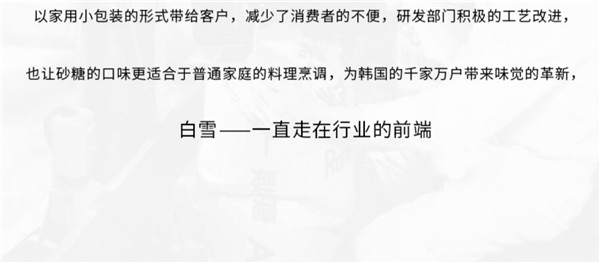 以家用小包装的形式带给客户，减少了消费者的不便，研发部门积极的工艺改进，
也让砂糖的口味更适合于普通家庭的料理烹调，为韩国的千家万户带来味觉的革新，
白雪——一直走在行业的前端